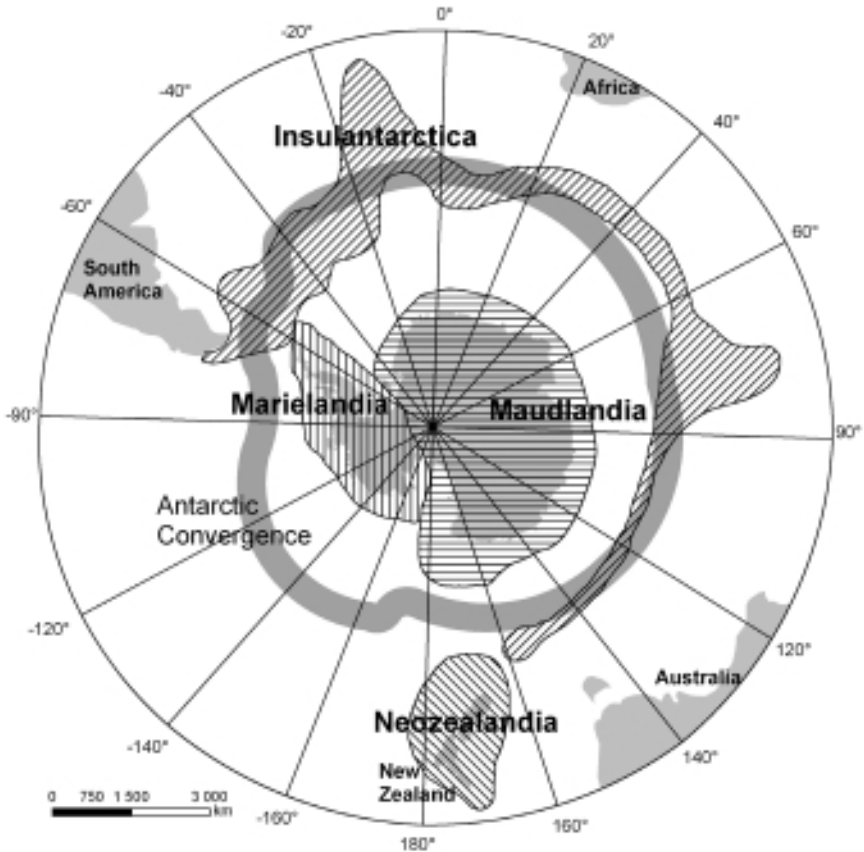 0°
-20°
20°
Africa
-40°
40°
Insulantarctica
-60°
60°
South
America
Marielandia
Maudlandia
-90°
90°
Antarctic
Convergence
-120°
120°
Australia
Neozealandia
-140°
140°
New
Zealand
0 750 1 500 3 000
km
-160°
160°
180°